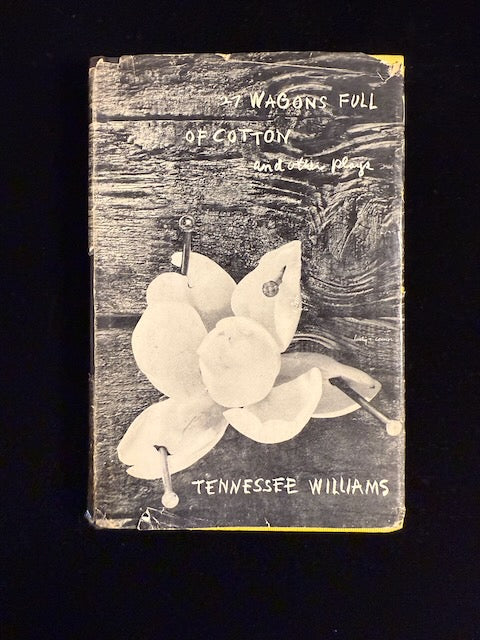 27 WAGONS FULL
OF COTTON
and other plays
TENNESSEE WILLIAMS